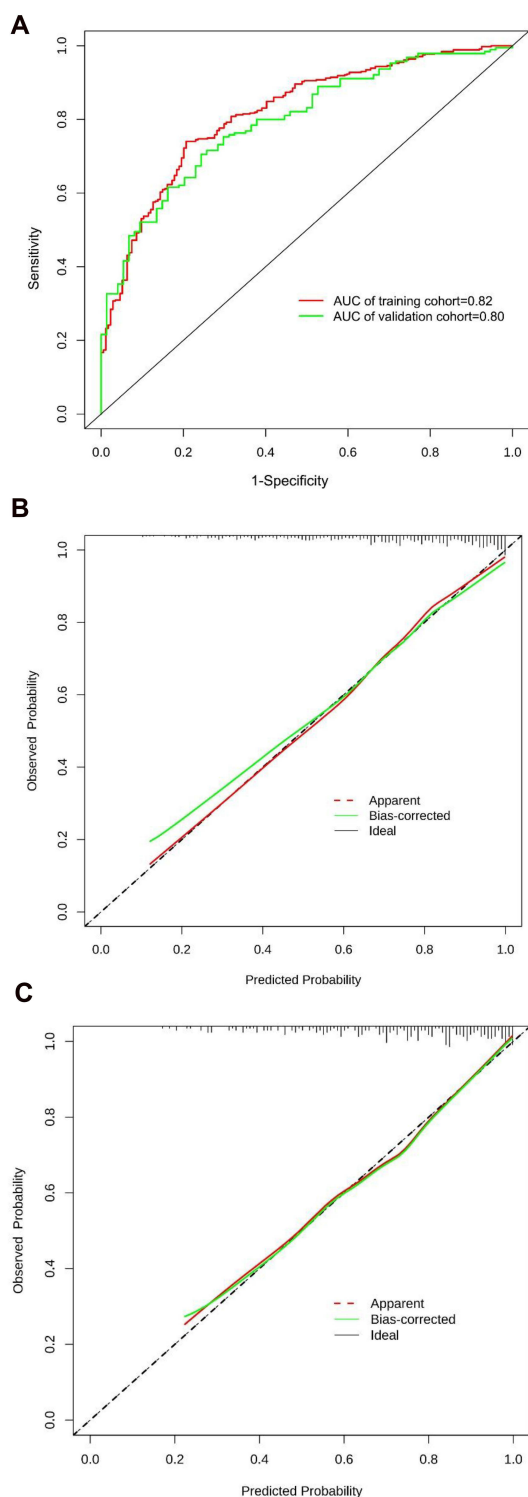 A
1.0
0.8
0.6
0.4
0.2
0.0
Sensitivity
AUC of training cohort=0.82
AUC of validation cohort=0.80
0.0 0.2 0.4 0.6 0.8 1.0
1-Specificity
B
1.0
0.8
0.6
0.4
0.2
0.0
Observed Probability
Apparent
Bias-corrected
Ideal
0.0 0.2 0.4 0.6 0.8 1.0
Predicted Probability
C
1.0
0.8
0.6
0.4
0.2
0.0
Observed Probability
Apparent
Bias-corrected
Ideal
0.0 0.2 0.4 0.6 0.8 1.0
Predicted Probability